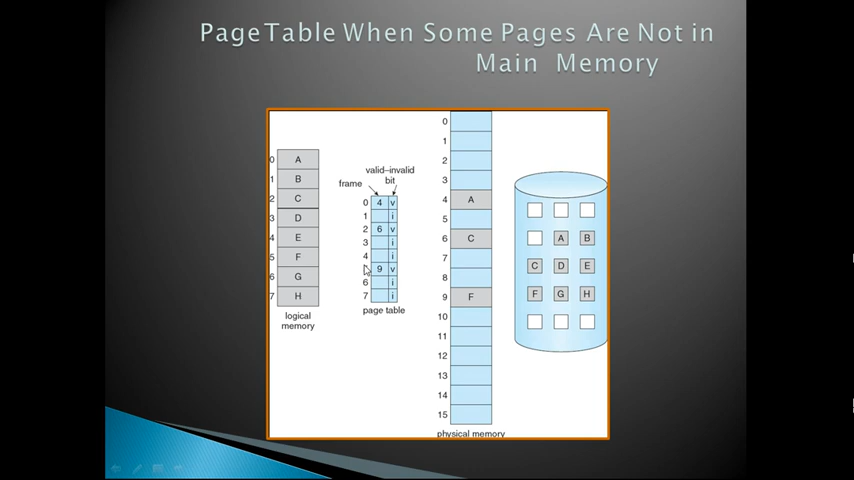 Page Table When Some Pages Are Not in
Main Memory
0 A
1 B
2 C
3 D
4 E
5 F
6 G
7 H
logical
memory
valid–invalid
bit
frame
0 4 v
1 i
2 6 v
3 i
4 i
9 v
6 i
7 i
page table
0
1
2
3
4 A
5
6 C
7
8
9 F
10
11
12
13
14
15
physical memory
A B
C D E
F G H